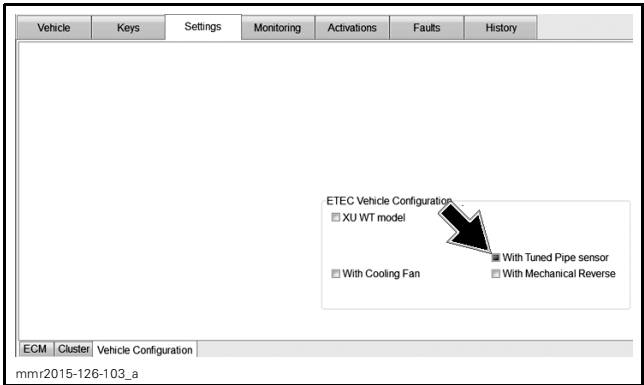 Vehicle Keys Settings Monitoring Activations Faults History
ETEC Vehicle Configuration
XU WT model
With Tuned Pipe sensor
With Cooling Fan With Mechanical Reverse
ECM Cluster Vehicle Configuration
mmr2015-126-103_a